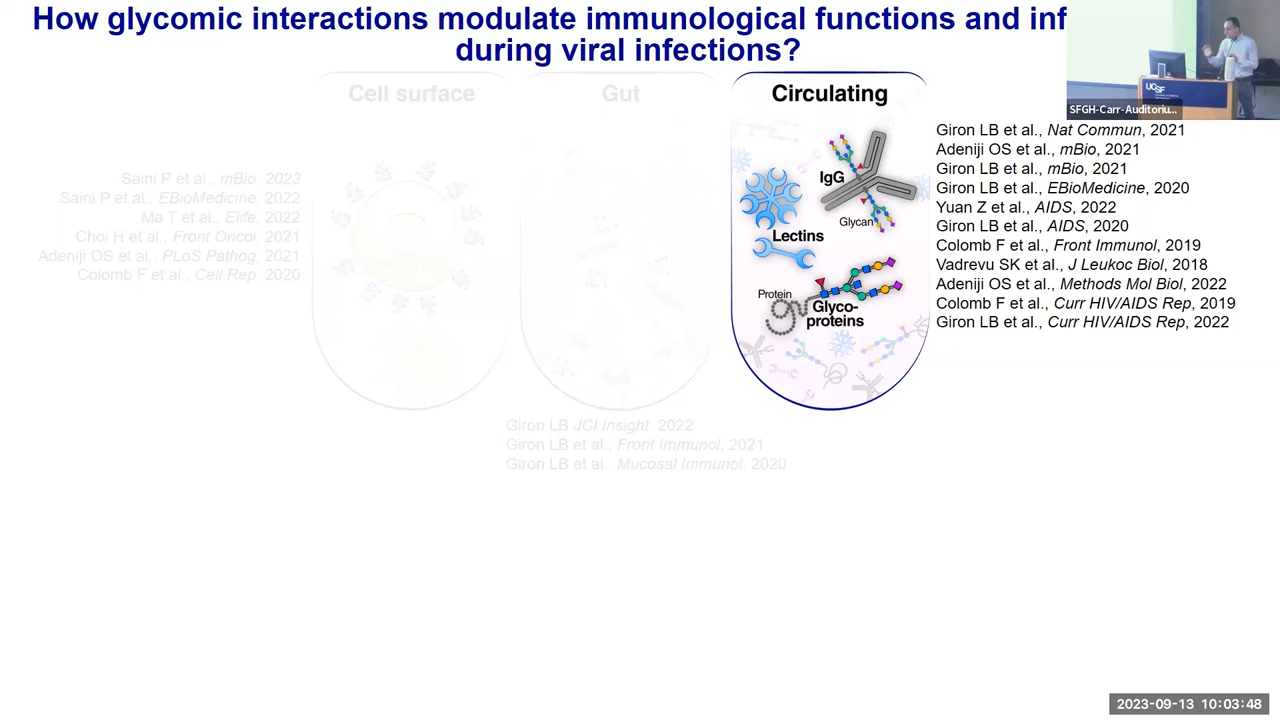 How glycomic interactions modulate immunological functions and inf
during viral infections?
Cell surface
Gut
Circulating
SFGH-Carr-Auditoriu...
UCSF
Saini P et al., mBio, 2023
Saini P et al., EBioMedicine, 2022
Ma T et al., Elife, 2022
Choi H et al., Front Oncol, 2021
Adeniji OS et al., PLoS Pathog, 2021
Colomb F et al., Cell Rep, 2020
IgG
Glycan
Lectins
Protein
Glyco-
proteins
Giron LB et al., Nat Commun, 2021
Adeniji OS et al., mBio, 2021
Giron LB et al., mBio, 2021
Giron LB et al., EBioMedicine, 2020
Yuan Z et al., AIDS, 2022
Giron LB et al., AIDS, 2020
Colomb F et al., Front Immunol, 2019
Vadrevu SK et al., J Leukoc Biol, 2018
Adeniji OS et al., Methods Mol Biol, 2022
Colomb F et al., Curr HIV/AIDS Rep, 2019
Giron LB et al., Curr HIV/AIDS Rep, 2022
Giron LB JCI Insight, 2022
Giron LB et al., Front Immunol, 2021
Giron LB et al., Mucosal Immunol, 2020
2023-09-13 10:03:48